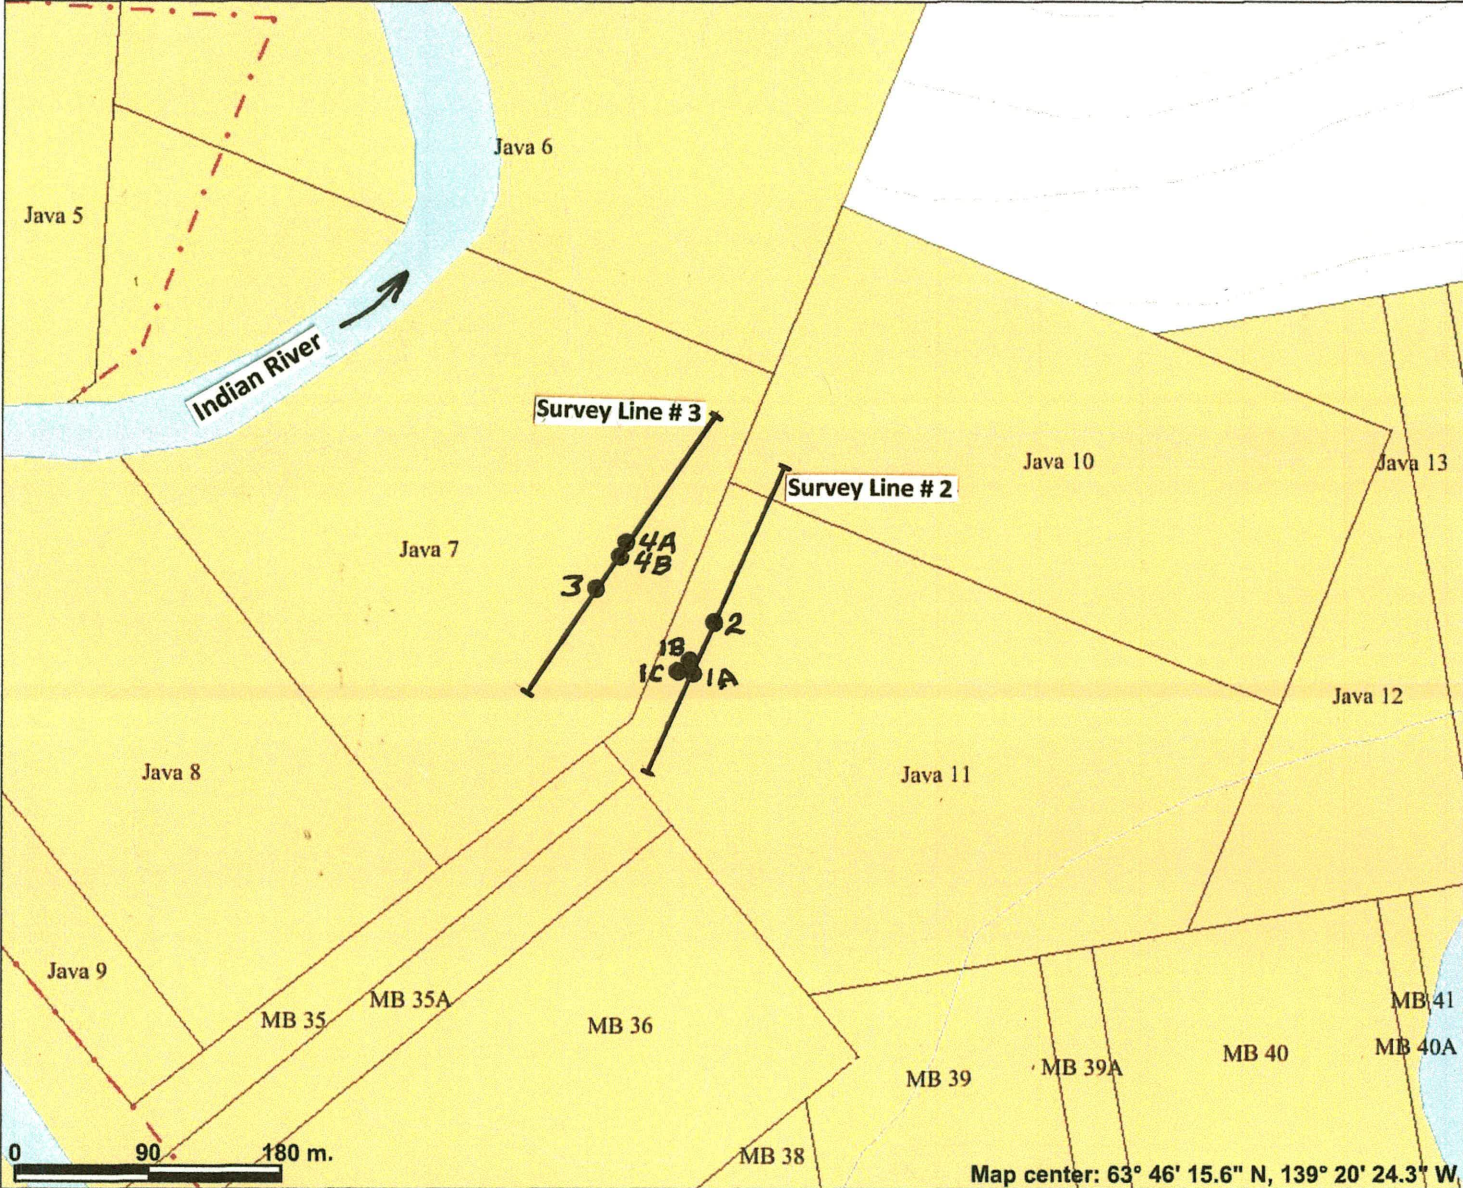 Java 6
Java 5
Indian River
Survey Line # 3
Java 10
Java 13
Survey Line # 2
Java 7
4A
4B
3
2
1B
1C
1A
Java 12
Java 8
Java 11
Java 9
MB 35A
MB 35
MB 36
MB 41
MB 40A
MB 40
MB 39A
MB 39
MB 38
0 90 180 m.
Map center: 63° 46' 15.6" N, 139° 20' 24.3" W